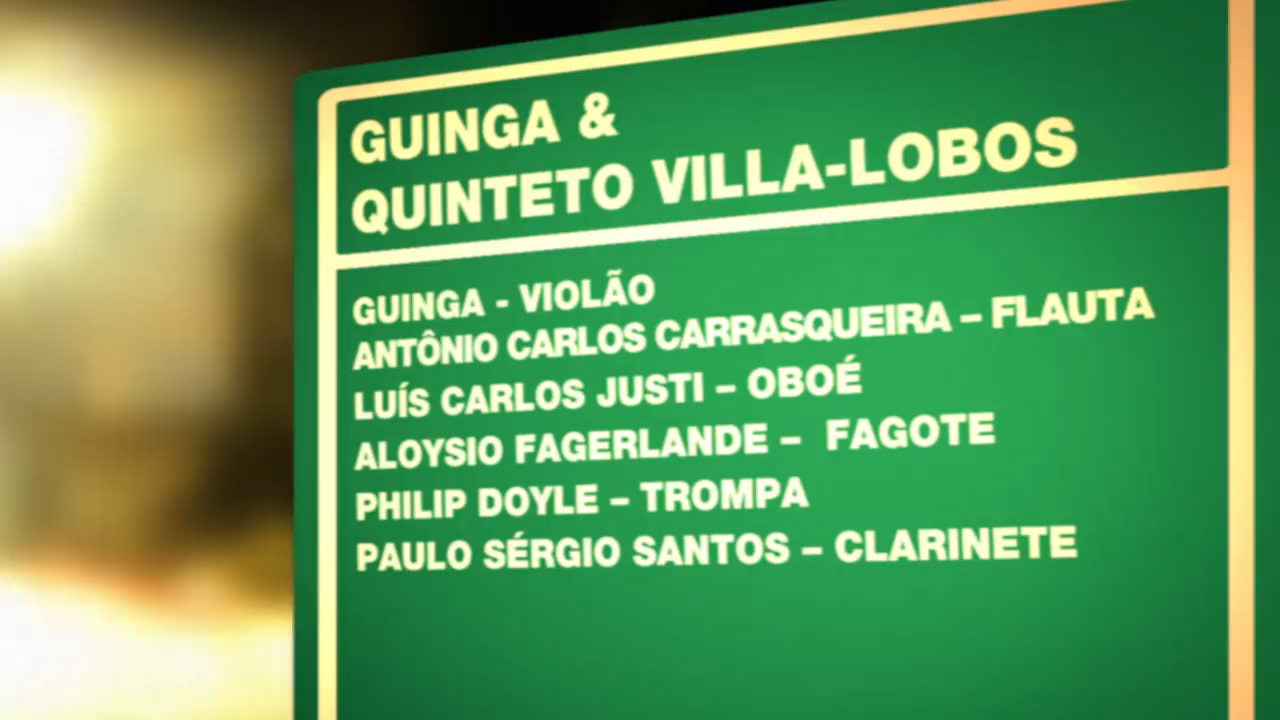 GUINGA &
QUINTETO VILLA-LOBOS
GUINGA - VIOLÃO
ANTÔNIO CARLOS CARRASQUEIRA – FLAUTA
LUÍS CARLOS JUSTI – OBOÉ
ALOYSIO FAGERLANDE – FAGOTE
PHILIP DOYLE – TROMPA
PAULO SÉRGIO SANTOS – CLARINETE